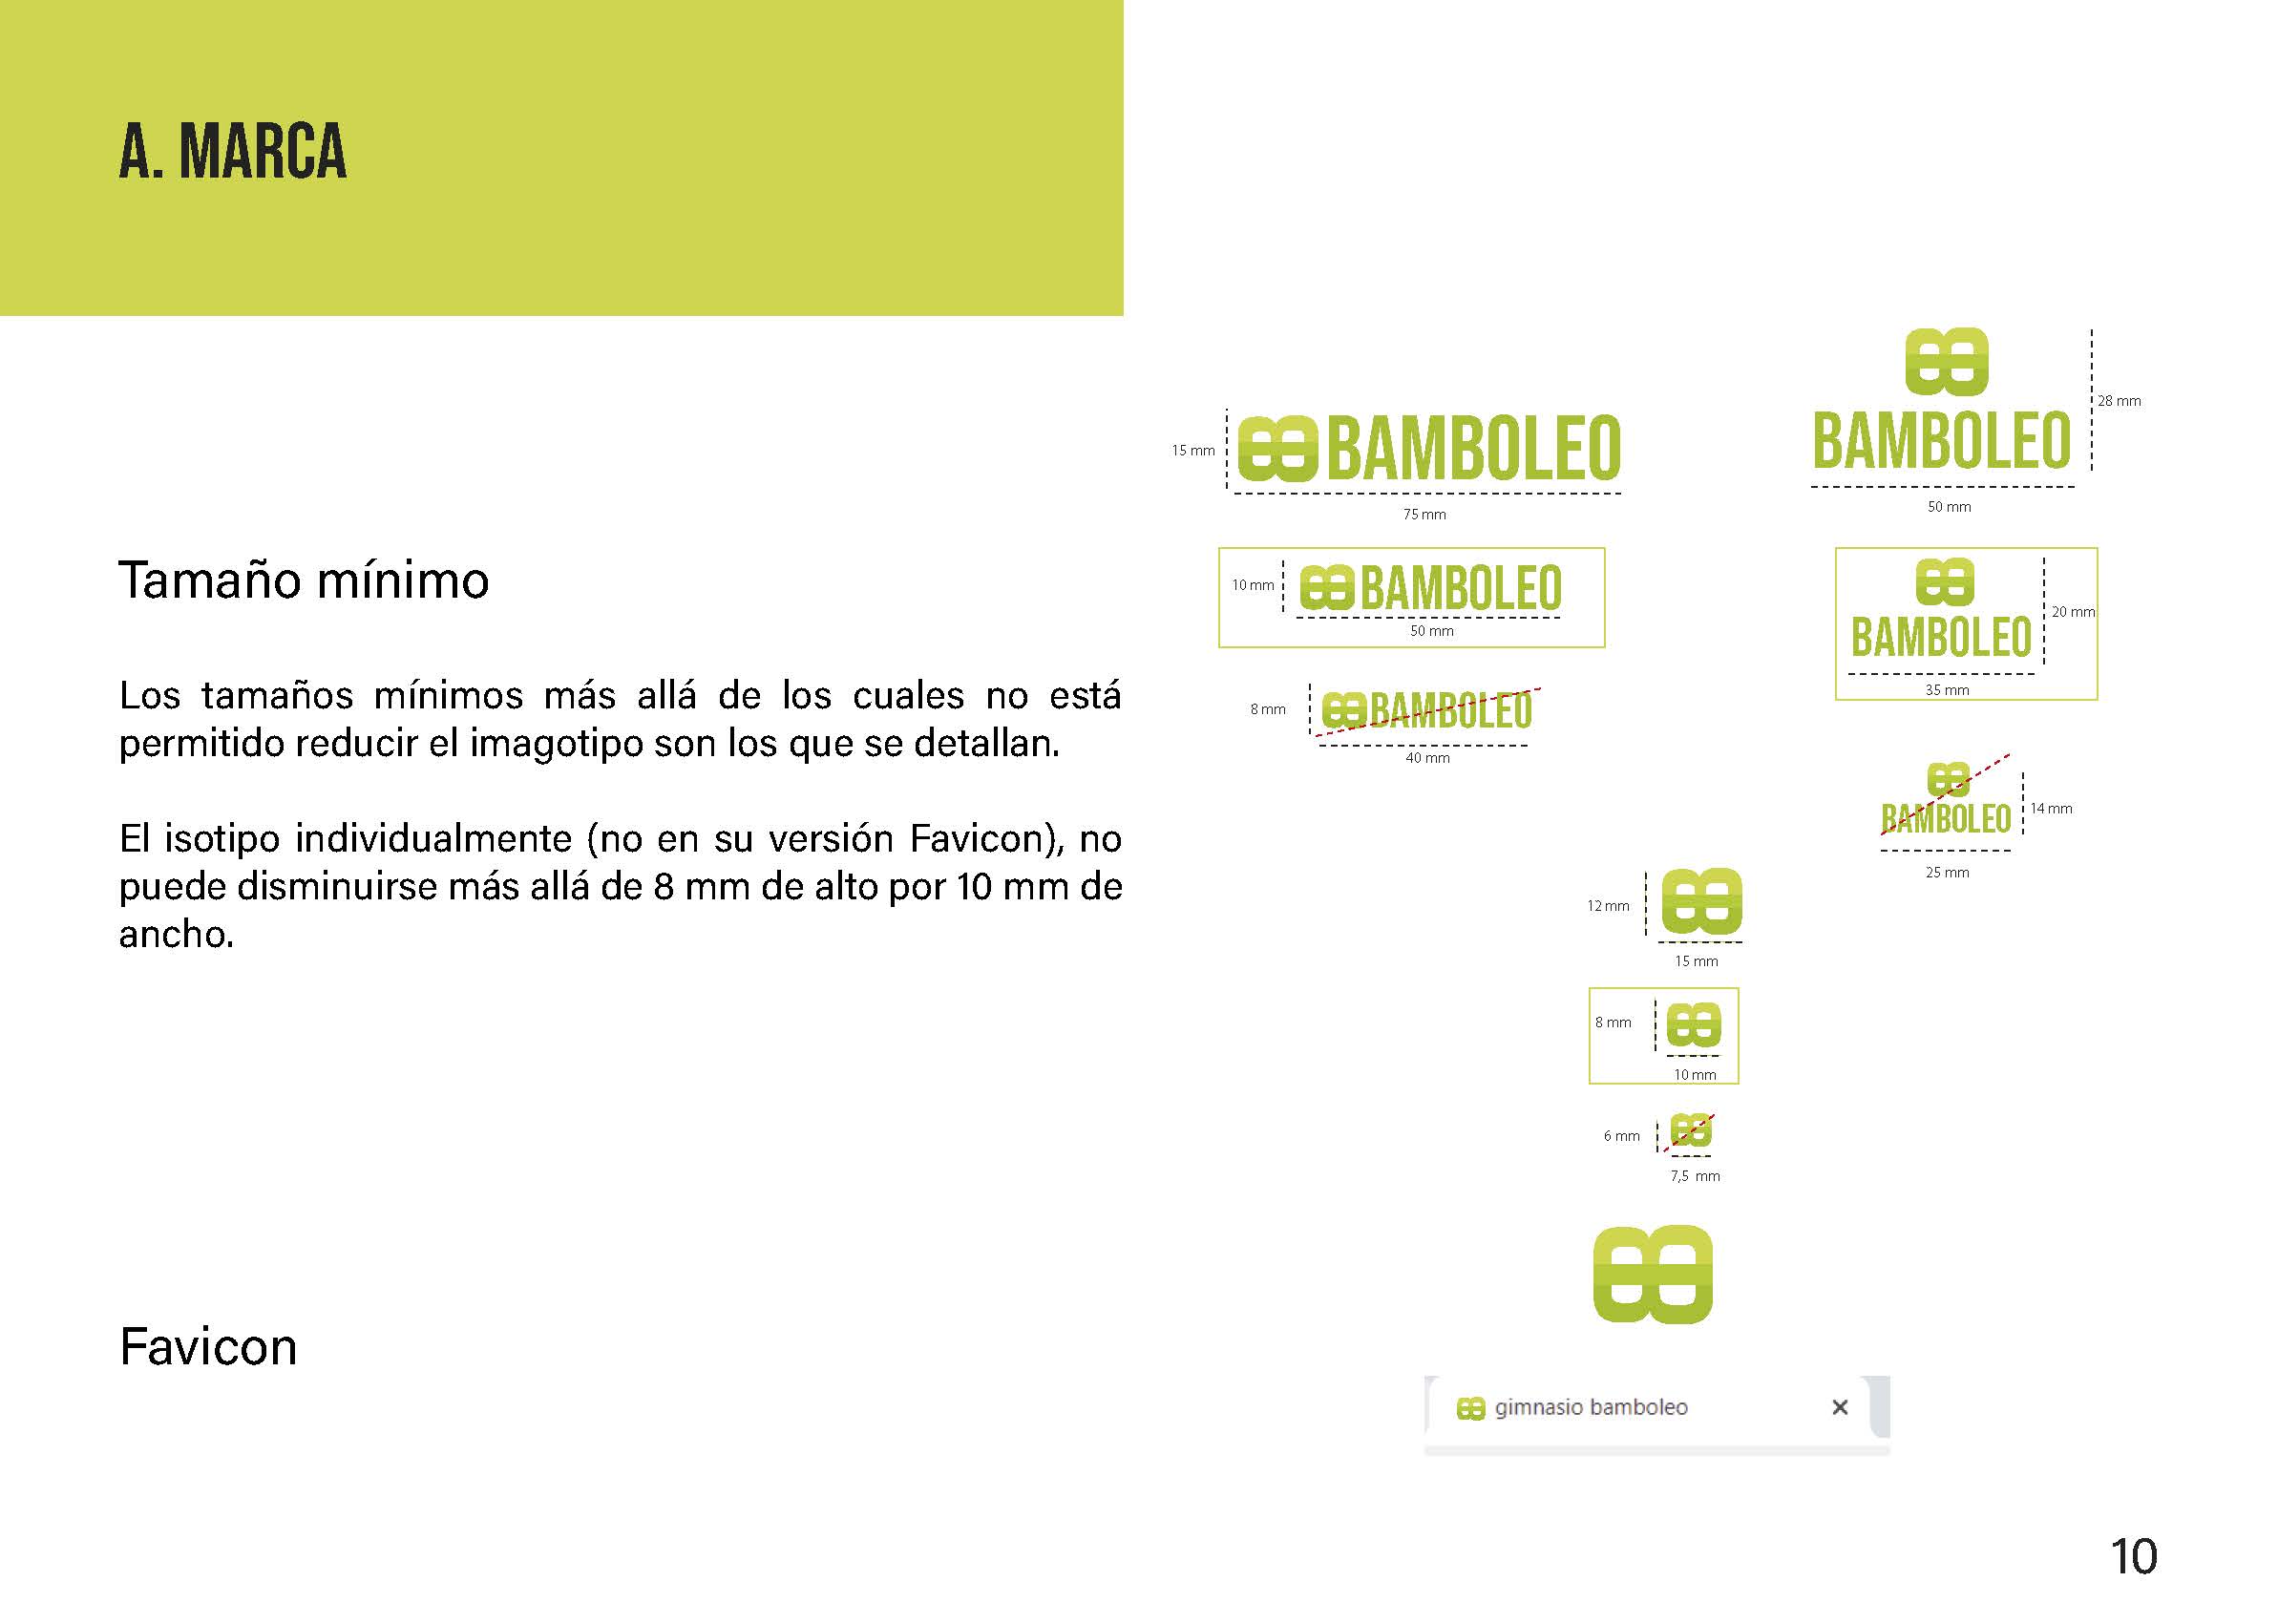 A. MARCA
Tamaño mínimo
Los tamaños mínimos más allá de los cuales no está
permitido reducir el imagotipo son los que se detallan.
El isotipo individualmente (no en su versión Favicon), no
puede disminuirse más allá de 8 mm de alto por 10 mm de
ancho.
Favicon
15 mm
BAMBOLEO
75 mm
BAMBOLEO
28 mm
50 mm
10 mm
BAMBOLEO
50 mm
BAMBOLEO
20 mm
35 mm
8 mm
BAMBOLEO
40 mm
BAMBOLEO
14 mm
25 mm
12 mm
15 mm
8 mm
10 mm
6 mm
7,5 mm
gimnasio bamboleo
10